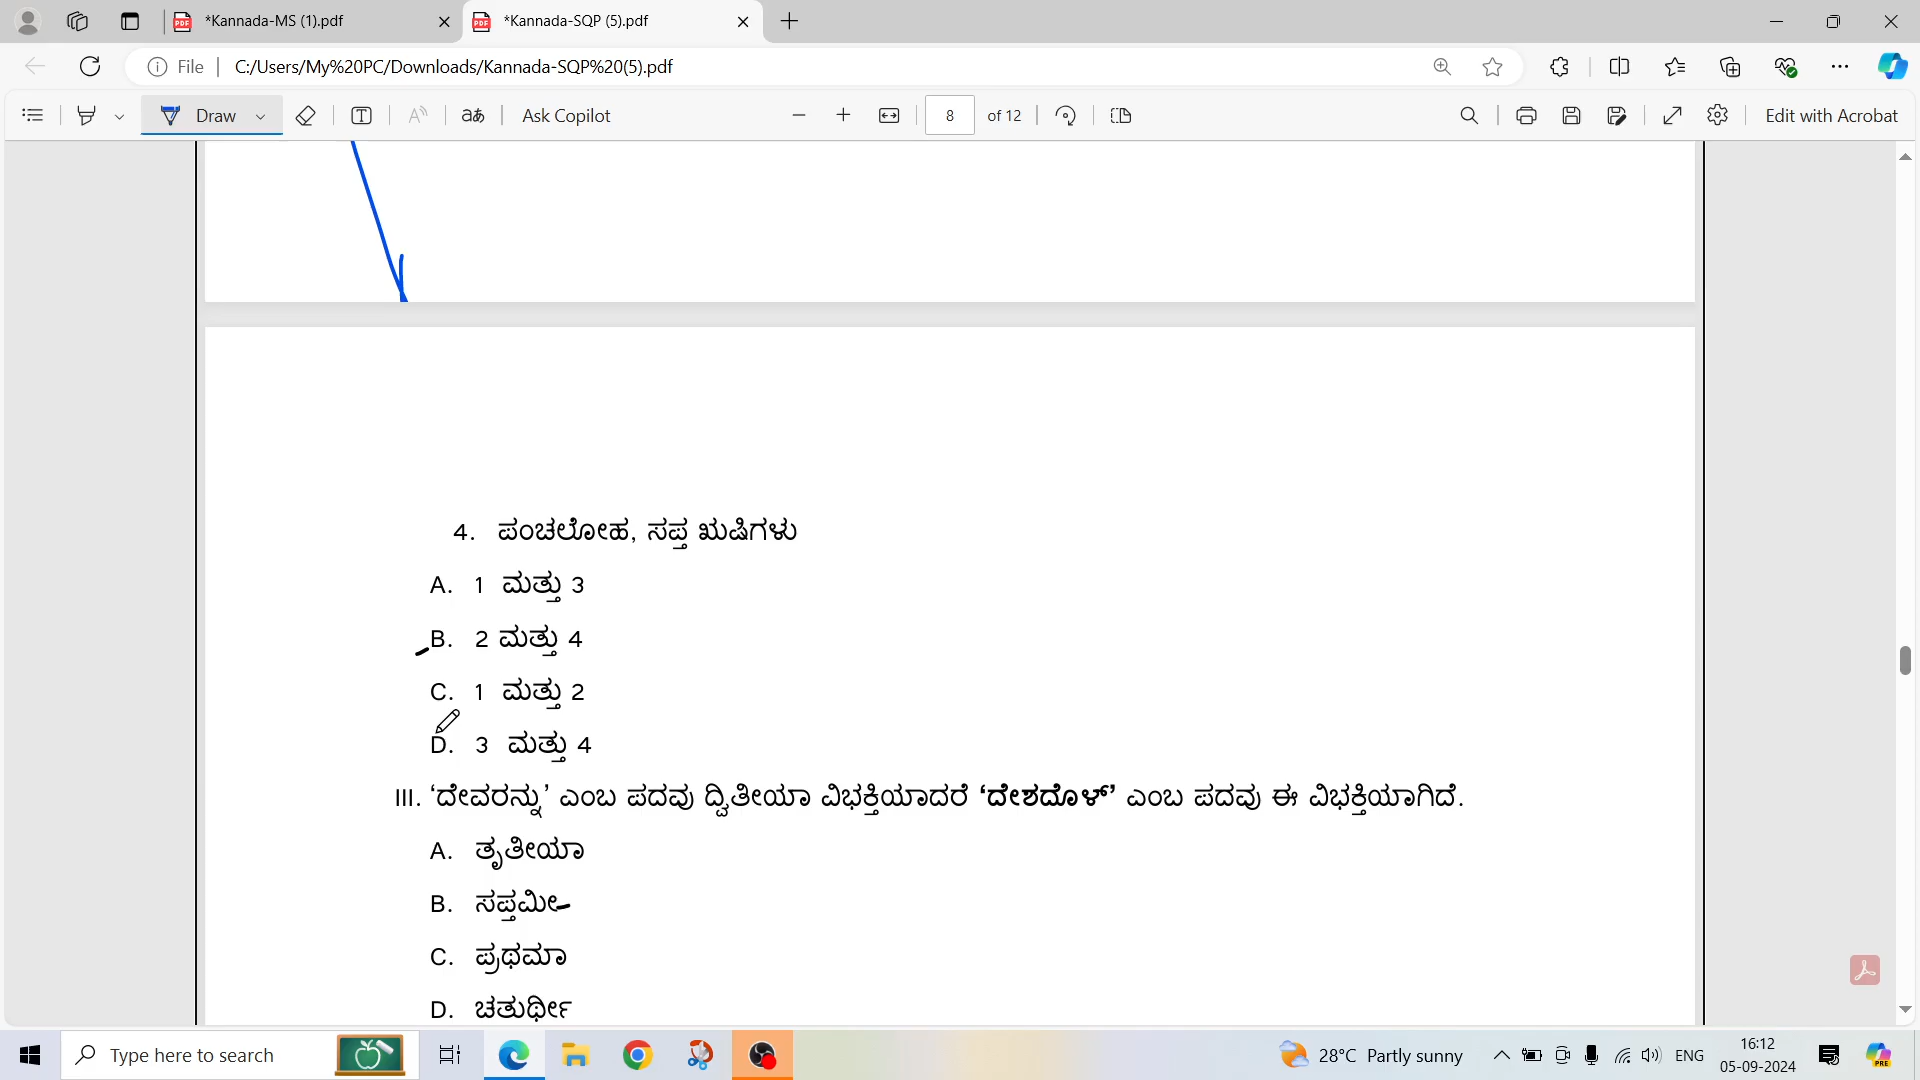 *Kannada-MS (1).pdf
*Kannada-SQP (5).pdf
File
C:/Users/My%20PC/Downloads/Kannada-SQP%20(5).pdf
Draw
Ask Copilot
8 of 12
Edit with Acrobat
4. ಪಂಚಲೋಹ, ಸಪ್ತ ಋಷಿಗಳು
A. 1 ಮತ್ತು 3
B. 2 ಮತ್ತು 4
C. 1 ಮತ್ತು 2
D. 3 ಮತ್ತು 4
III. ‘ದೇವರನ್ನು’ ಎಂಬ ಪದವು ದ್ವಿತೀಯಾ ವಿಭಕ್ತಿಯಾದರೆ ‘ದೇಶದೊಳ್’ ಎಂಬ ಪದವು ಈ ವಿಭಕ್ತಿಯಾಗಿದೆ.
A. ತೃತೀಯಾ
B. ಸಪ್ತಮೀ
C. ಪ್ರಥಮಾ
D. ಚತುರ್ಥೀ
Type here to search
28°C Partly sunny
ENG
16:12
05-09-2024